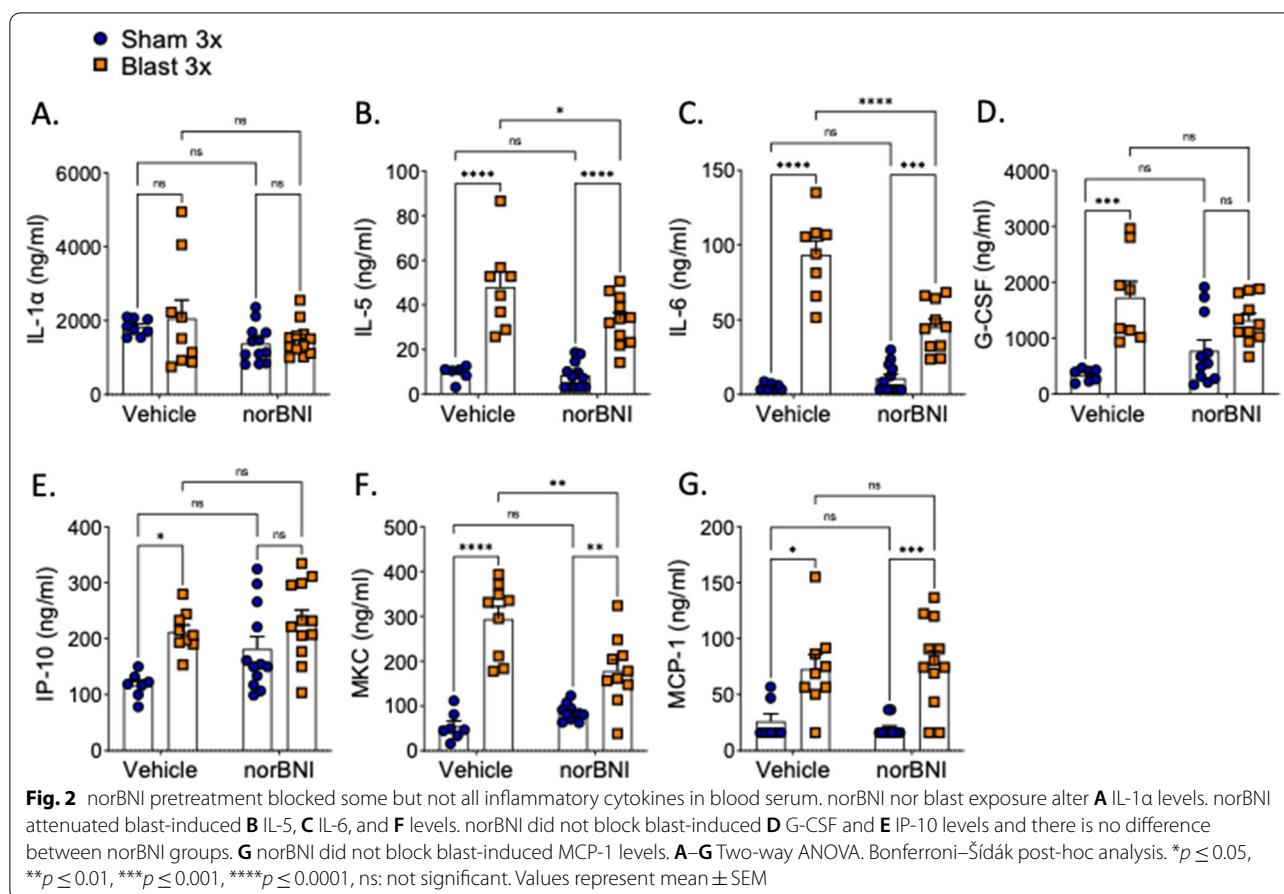 Sham 3x
Blast 3x
A.
ns
ns
ns
ns
IL-1α (ng/ml)
6000
4000
2000
0
Vehicle
norBNI
B.
*
ns
****
****
IL-5 (ng/ml)
100
80
60
40
20
0
Vehicle
norBNI
C.
****
ns
****
***
IL-6 (ng/ml)
150
100
50
0
Vehicle
norBNI
D.
ns
ns
***
ns
G-CSF (ng/ml)
4000
3000
2000
1000
0
Vehicle
norBNI
E.
ns
ns
*
ns
IP-10 (ng/ml)
400
300
200
100
0
Vehicle
norBNI
F.
**
ns
****
**
MKC (ng/ml)
500
400
300
200
100
0
Vehicle
norBNI
G.
ns
ns
*
***
MCP-1 (ng/ml)
200
150
100
50
0
Vehicle
norBNI
Fig. 2 norBNI pretreatment blocked some but not all inflammatory cytokines in blood serum. norBNI nor blast exposure alter A IL-1α levels. norBNI
attenuated blast-induced B IL-5, C IL-6, and F levels. norBNI did not block blast-induced D G-CSF and E IP-10 levels and there is no difference
between norBNI groups. G norBNI did not block blast-induced MCP-1 levels. A–G Two-way ANOVA. Bonferroni–Šídák post-hoc analysis. *p ≤ 0.05,
**p ≤ 0.01, ***p ≤ 0.001, ****p ≤ 0.0001, ns: not significant. Values represent mean ± SEM